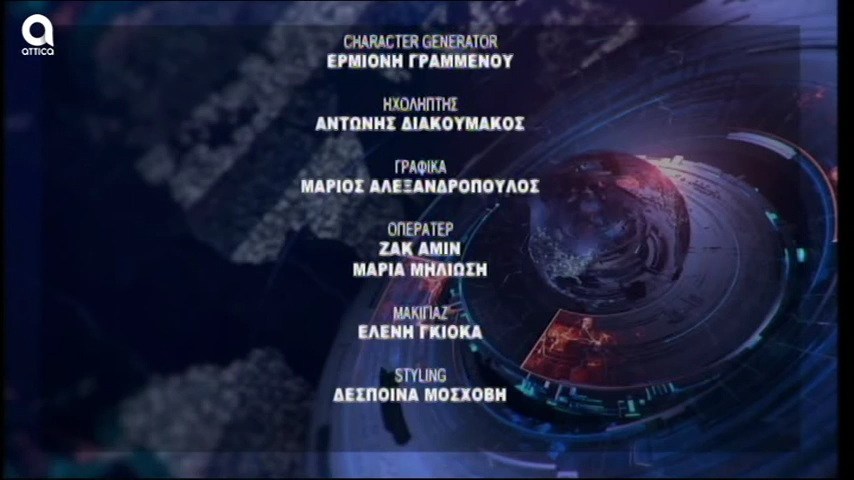 ATTICA
CHARACTER GENERATOR
ΕΡΜΙΟΝΗ ΓΡΑΜΜΕΝΟΥ
ΗΧΟΛΗΠΤΗΣ
ΑΝΤΩΝΗΣ ΔΙΑΚΟΥΜΑΚΟΣ
ΓΡΑΦΙΚΑ
ΜΑΡΙΟΣ ΑΛΕΞΑΝΔΡΟΠΟΥΛΟΣ
ΟΠΕΡΑΤΕΡ
ΖΑΚ ΑΜΙΝ
ΜΑΡΙΑ ΜΗΛΙΩΣΗ
ΜΑΚΙΓΙΑΖ
ΕΛΕΝΗ ΓΚΙΟΚΑ
STYLING
ΔΕΣΠΟΙΝΑ ΜΟΣΧΟΒΗ